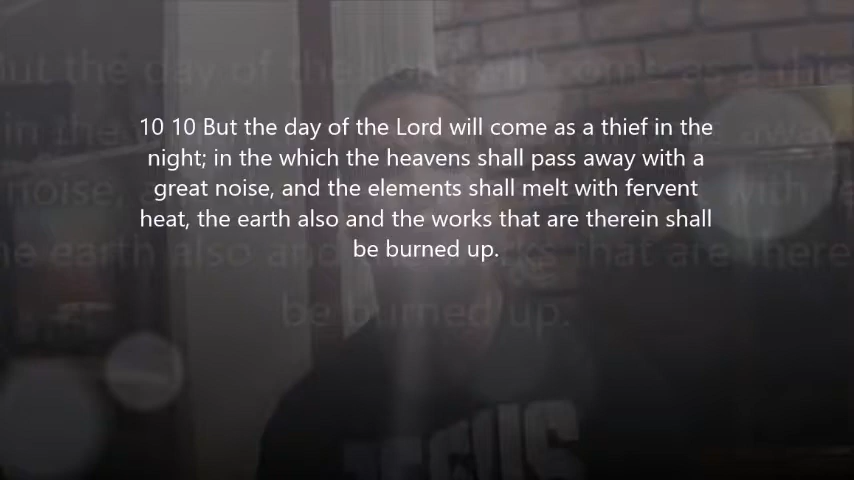 10 10 But the day of the Lord will come as a thief in the
night; in the which the heavens shall pass away with a
great noise, and the elements shall melt with fervent
heat, the earth also and the works that are therein shall
be burned up.